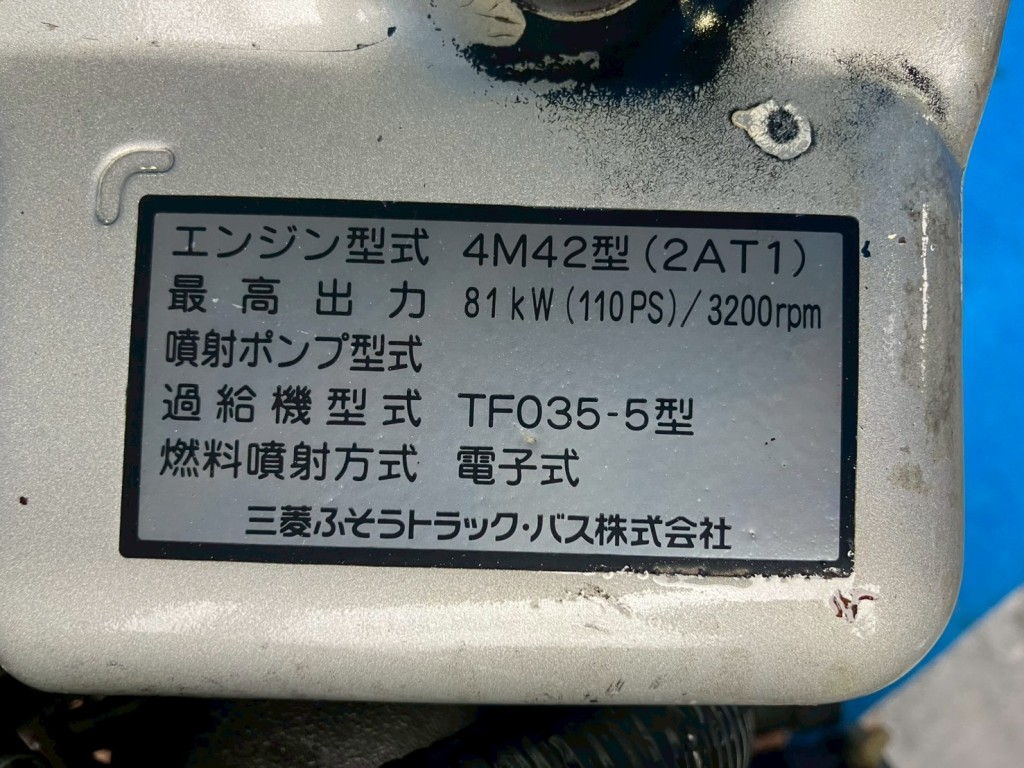 エンジン型式 4M42型(2AT1)
最高出力 81kW(110PS)/3200rpm
噴射ポンプ型式
過給機型式 TF035-5型
燃料噴射方式 電子式
三菱ふそうトラック・バス株式会社